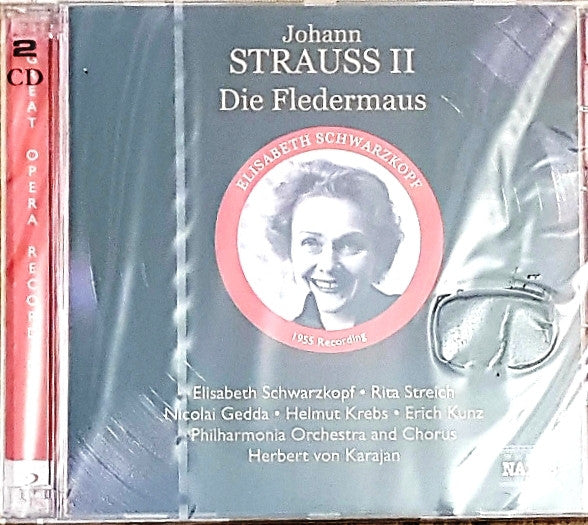 2
CD
GREAT OPERA RECOR
Johann
STRAUSS II
Die Fledermaus
ELISABETH SCHWARZKOPF
1955 Recording
Elisabeth Schwarzkopf • Rita Streich
Nicolai Gedda • Helmut Krebs • Erich Kunz
Philharmonia Orchestra and Chorus
Herbert von Karajan